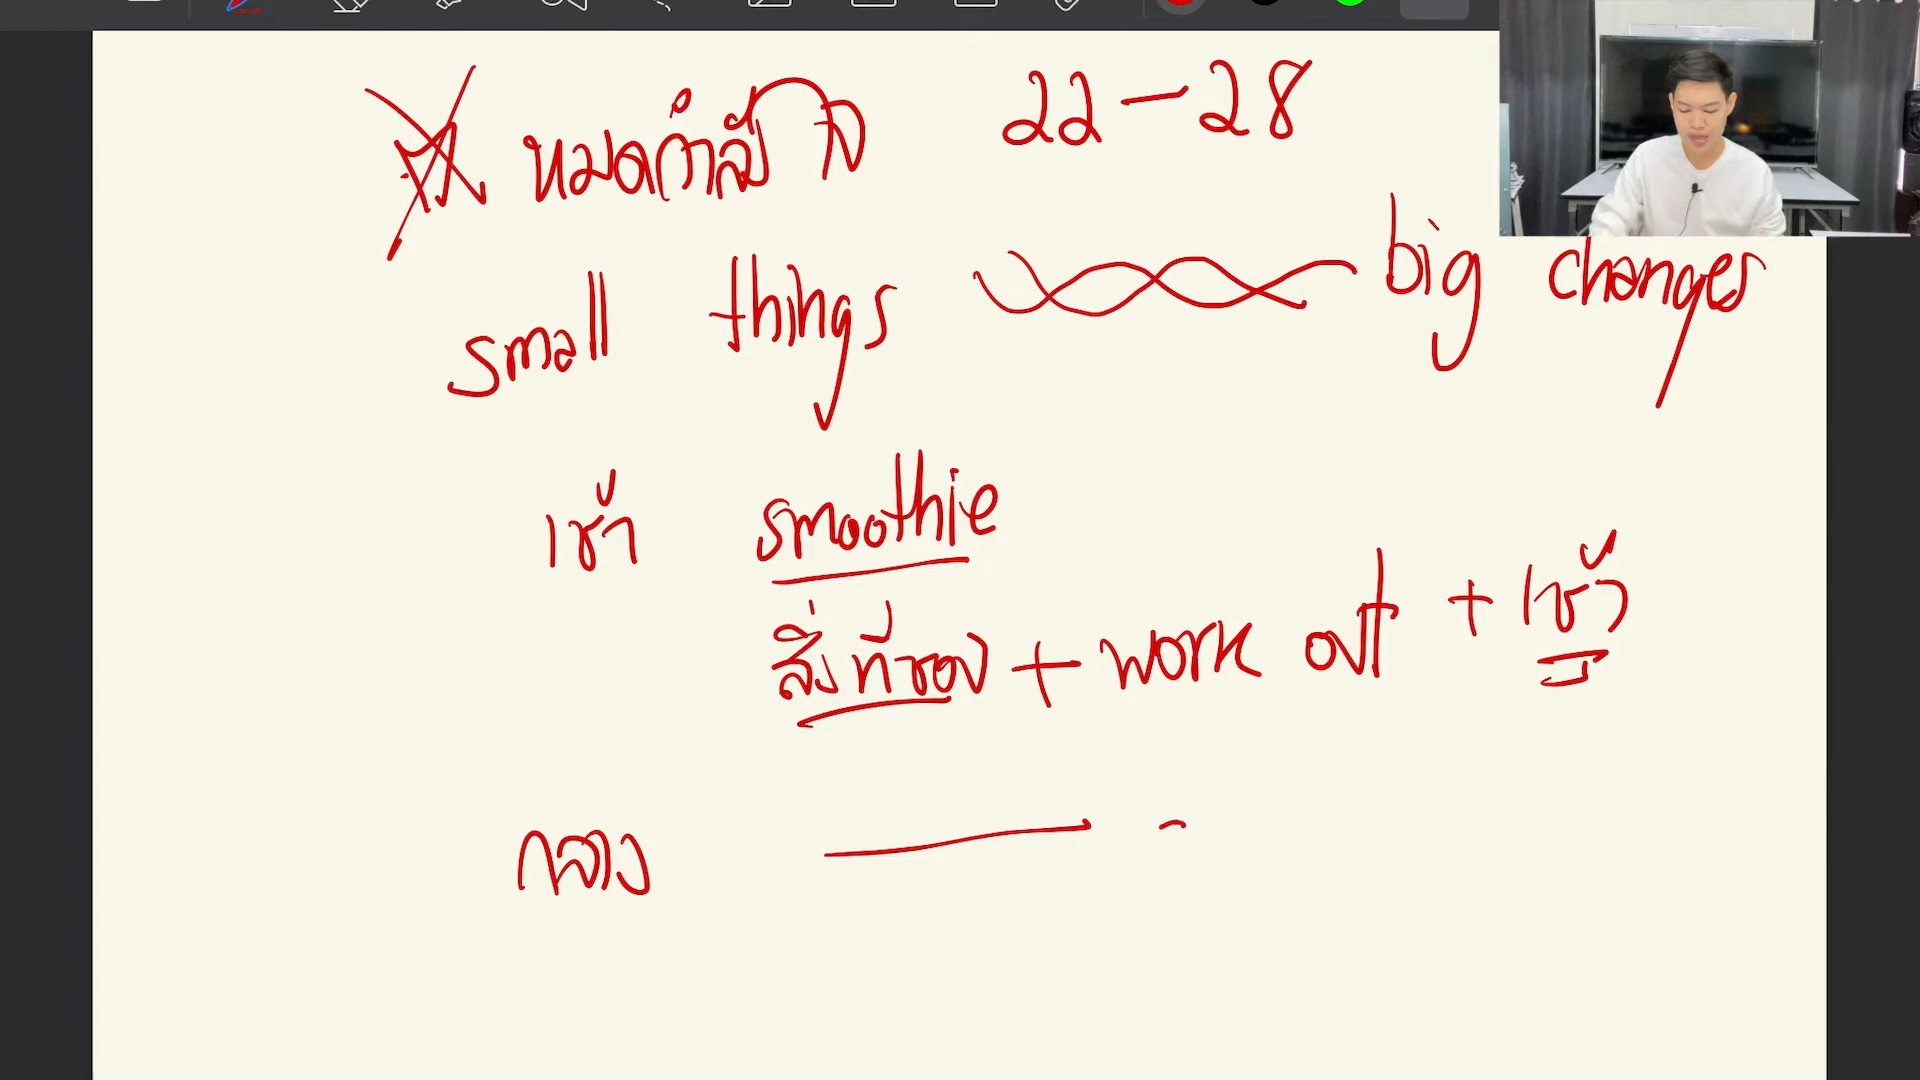 หมดกำลังใจ 22-28
small things big changes
เช้า smoothie
สิ่งที่ชอบ + work out + เช้า
กลาง